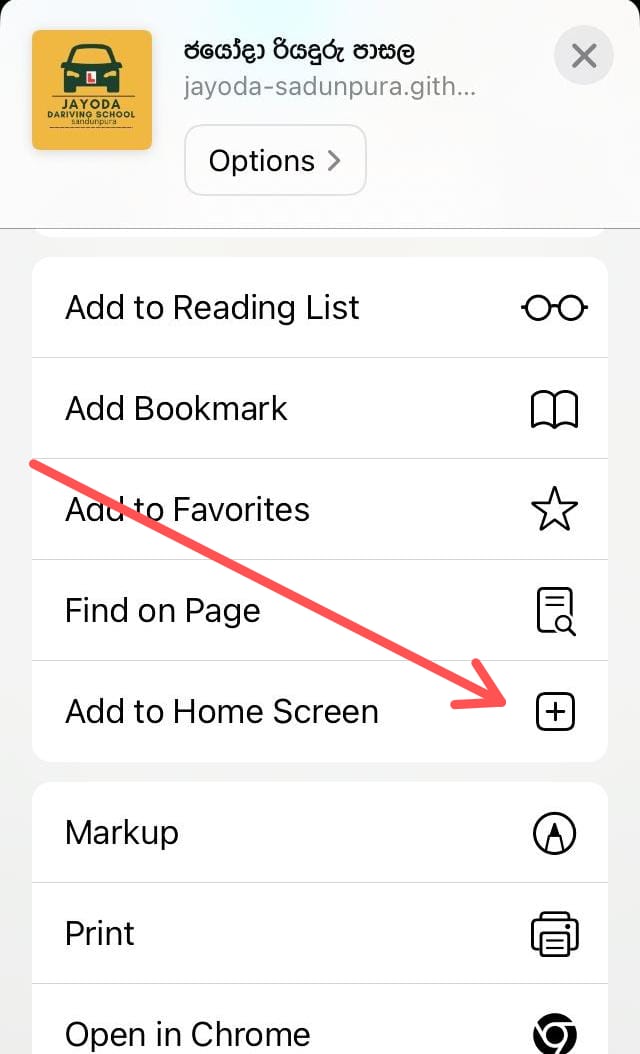 ජයෝදා රියදුරු පාසල
jayoda-sadunpura.gith...
JAYODA
DARIVING SCHOOL
sandunpura
L
Options
Add to Reading List
Add Bookmark
Add to Favorites
Find on Page
Add to Home Screen
Markup
Print
Open in Chrome